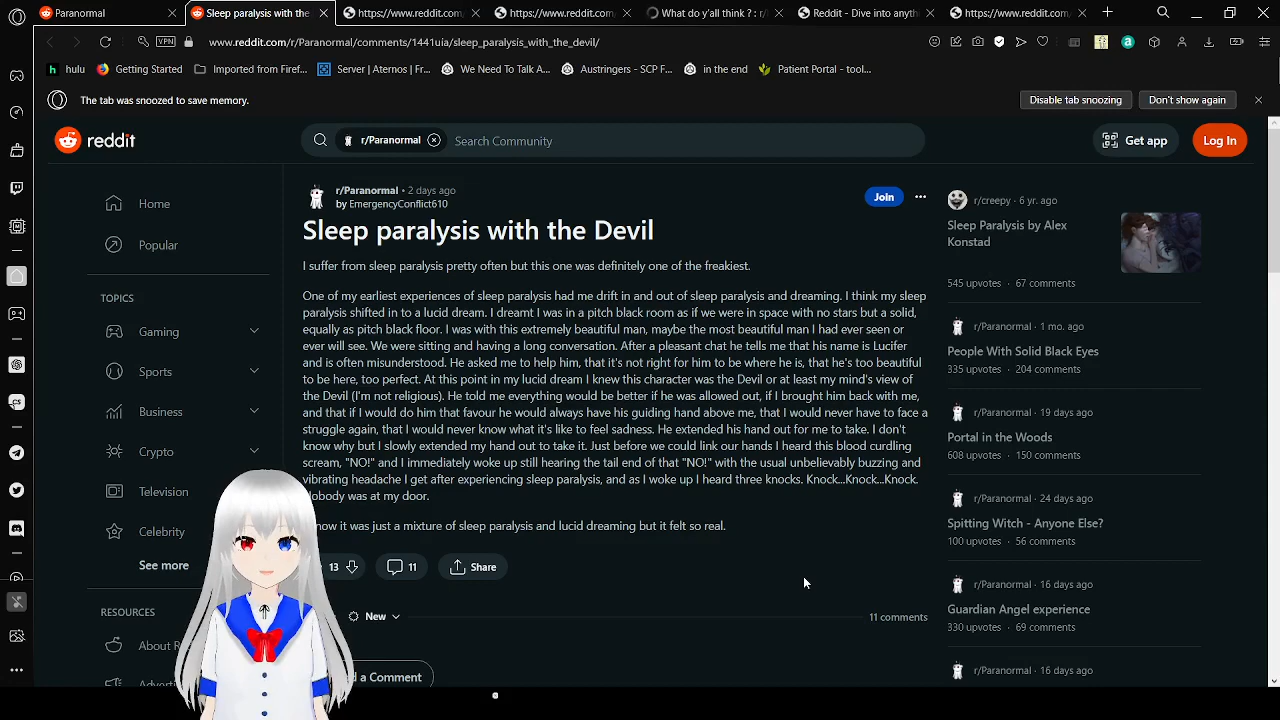 Paranormal
Sleep paralysis with the
https://www.reddit.com/
https://www.reddit.com/
What do y'all think ? : r/
Reddit - Dive into anyth
https://www.reddit.com/
VPN
www.reddit.com/r/Paranormal/comments/1441uia/sleep_paralysis_with_the_devil/
hulu
Getting Started
Imported from Firef...
Server | Aternos | Fr...
We Need To Talk A...
Austringers - SCP F...
in the end
Patient Portal - tool...
The tab was snoozed to save memory.
Disable tab snoozing
Don't show again
reddit
r/Paranormal
Search Community
Get app
Log In
Home
Popular
TOPICS
Gaming
Sports
Business
Crypto
Television
Celebrity
See more
RESOURCES
About
r/Paranormal • 2 days ago
by EmergencyConflict610
Join
Sleep paralysis with the Devil
I suffer from sleep paralysis pretty often but this one was definitely one of the freakiest.
One of my earliest experiences of sleep paralysis had me drift in and out of sleep paralysis and dreaming. I think my sleep
paralysis shifted in to a lucid dream. I dreamt I was in a pitch black room as if we were in space with no stars but a solid,
equally as pitch black floor. I was with this extremely beautiful man, maybe the most beautiful man I had ever seen or
ever will see. We were sitting and having a long conversation. After a pleasant chat he tells me that his name is Lucifer
and is often misunderstood. He asked me to help him, that it's not right for him to be where he is, that he's too beautiful
to be here, too perfect. At this point in my lucid dream I knew this character was the Devil or at least my mind's view of
the Devil (I'm not religious). He told me everything would be better if he was allowed out, if I brought him back with me,
and that if I would do him that favour he would always have his guiding hand above me, that I would never have to face a
struggle again, that I would never know what it's like to feel sadness. He extended his hand out for me to take. I don't
know why but I slowly extended my hand out to take it. Just before we could link our hands I heard this blood curdling
scream, "NO!" and I immediately woke up still hearing the tail end of that "NO!" with the usual unbelievably buzzing and
vibrating headache I get after experiencing sleep paralysis, and as I woke up I heard three knocks. Knock...Knock...Knock.
Nobody was at my door.
now it was just a mixture of sleep paralysis and lucid dreaming but it felt so real.
13
11
Share
New
11 comments
a Comment
r/creepy • 6 yr. ago
Sleep Paralysis by Alex
Konstad
545 upvotes · 67 comments
r/Paranormal • 1 mo. ago
People With Solid Black Eyes
335 upvotes · 204 comments
r/Paranormal • 19 days ago
Portal in the Woods
608 upvotes · 150 comments
r/Paranormal • 24 days ago
Spitting Witch - Anyone Else?
100 upvotes · 56 comments
r/Paranormal • 16 days ago
Guardian Angel experience
330 upvotes · 69 comments
r/Paranormal • 16 days ago